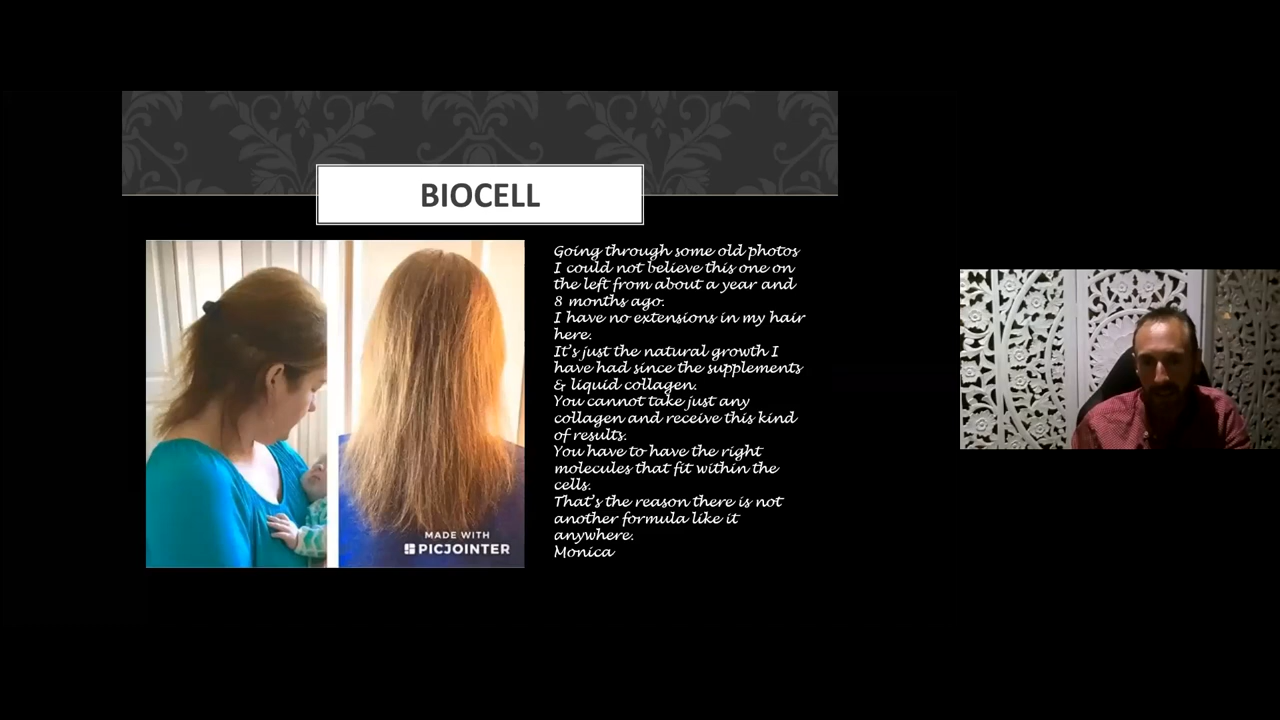 BIOCELL
Going through some old photos
I could not believe this one on
the left from about a year and
8 months ago.
I have no extensions in my hair
here.
It's just the natural growth I
have had since the supplements
& liquid collagen.
You cannot take just any
collagen and receive this kind
of results.
You have to have the right
molecules that fit within the
cells.
That's the reason there is not
another formula like it
anywhere.
Monica
MADE WITH
PICJOINTER